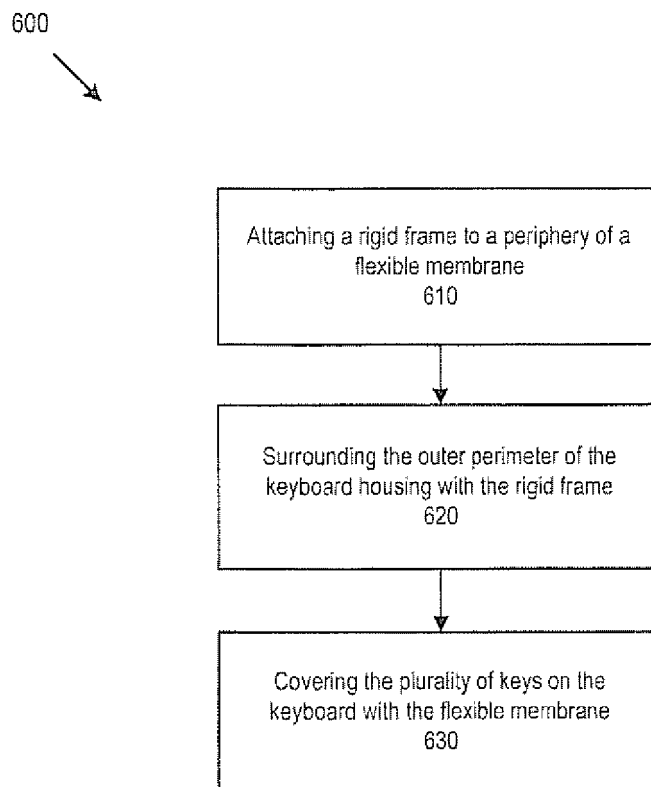 600
Attaching a rigid frame to a periphery of a
flexible membrane
610
Surrounding the outer perimeter of the
keyboard housing with the rigid frame
620
Covering the plurality of keys on the
keyboard with the flexible membrane
630